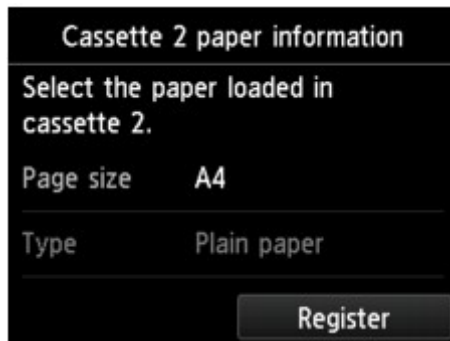 Cassette 2 paper information
Select the paper loaded in
cassette 2.
Page size A4
Type Plain paper
Register